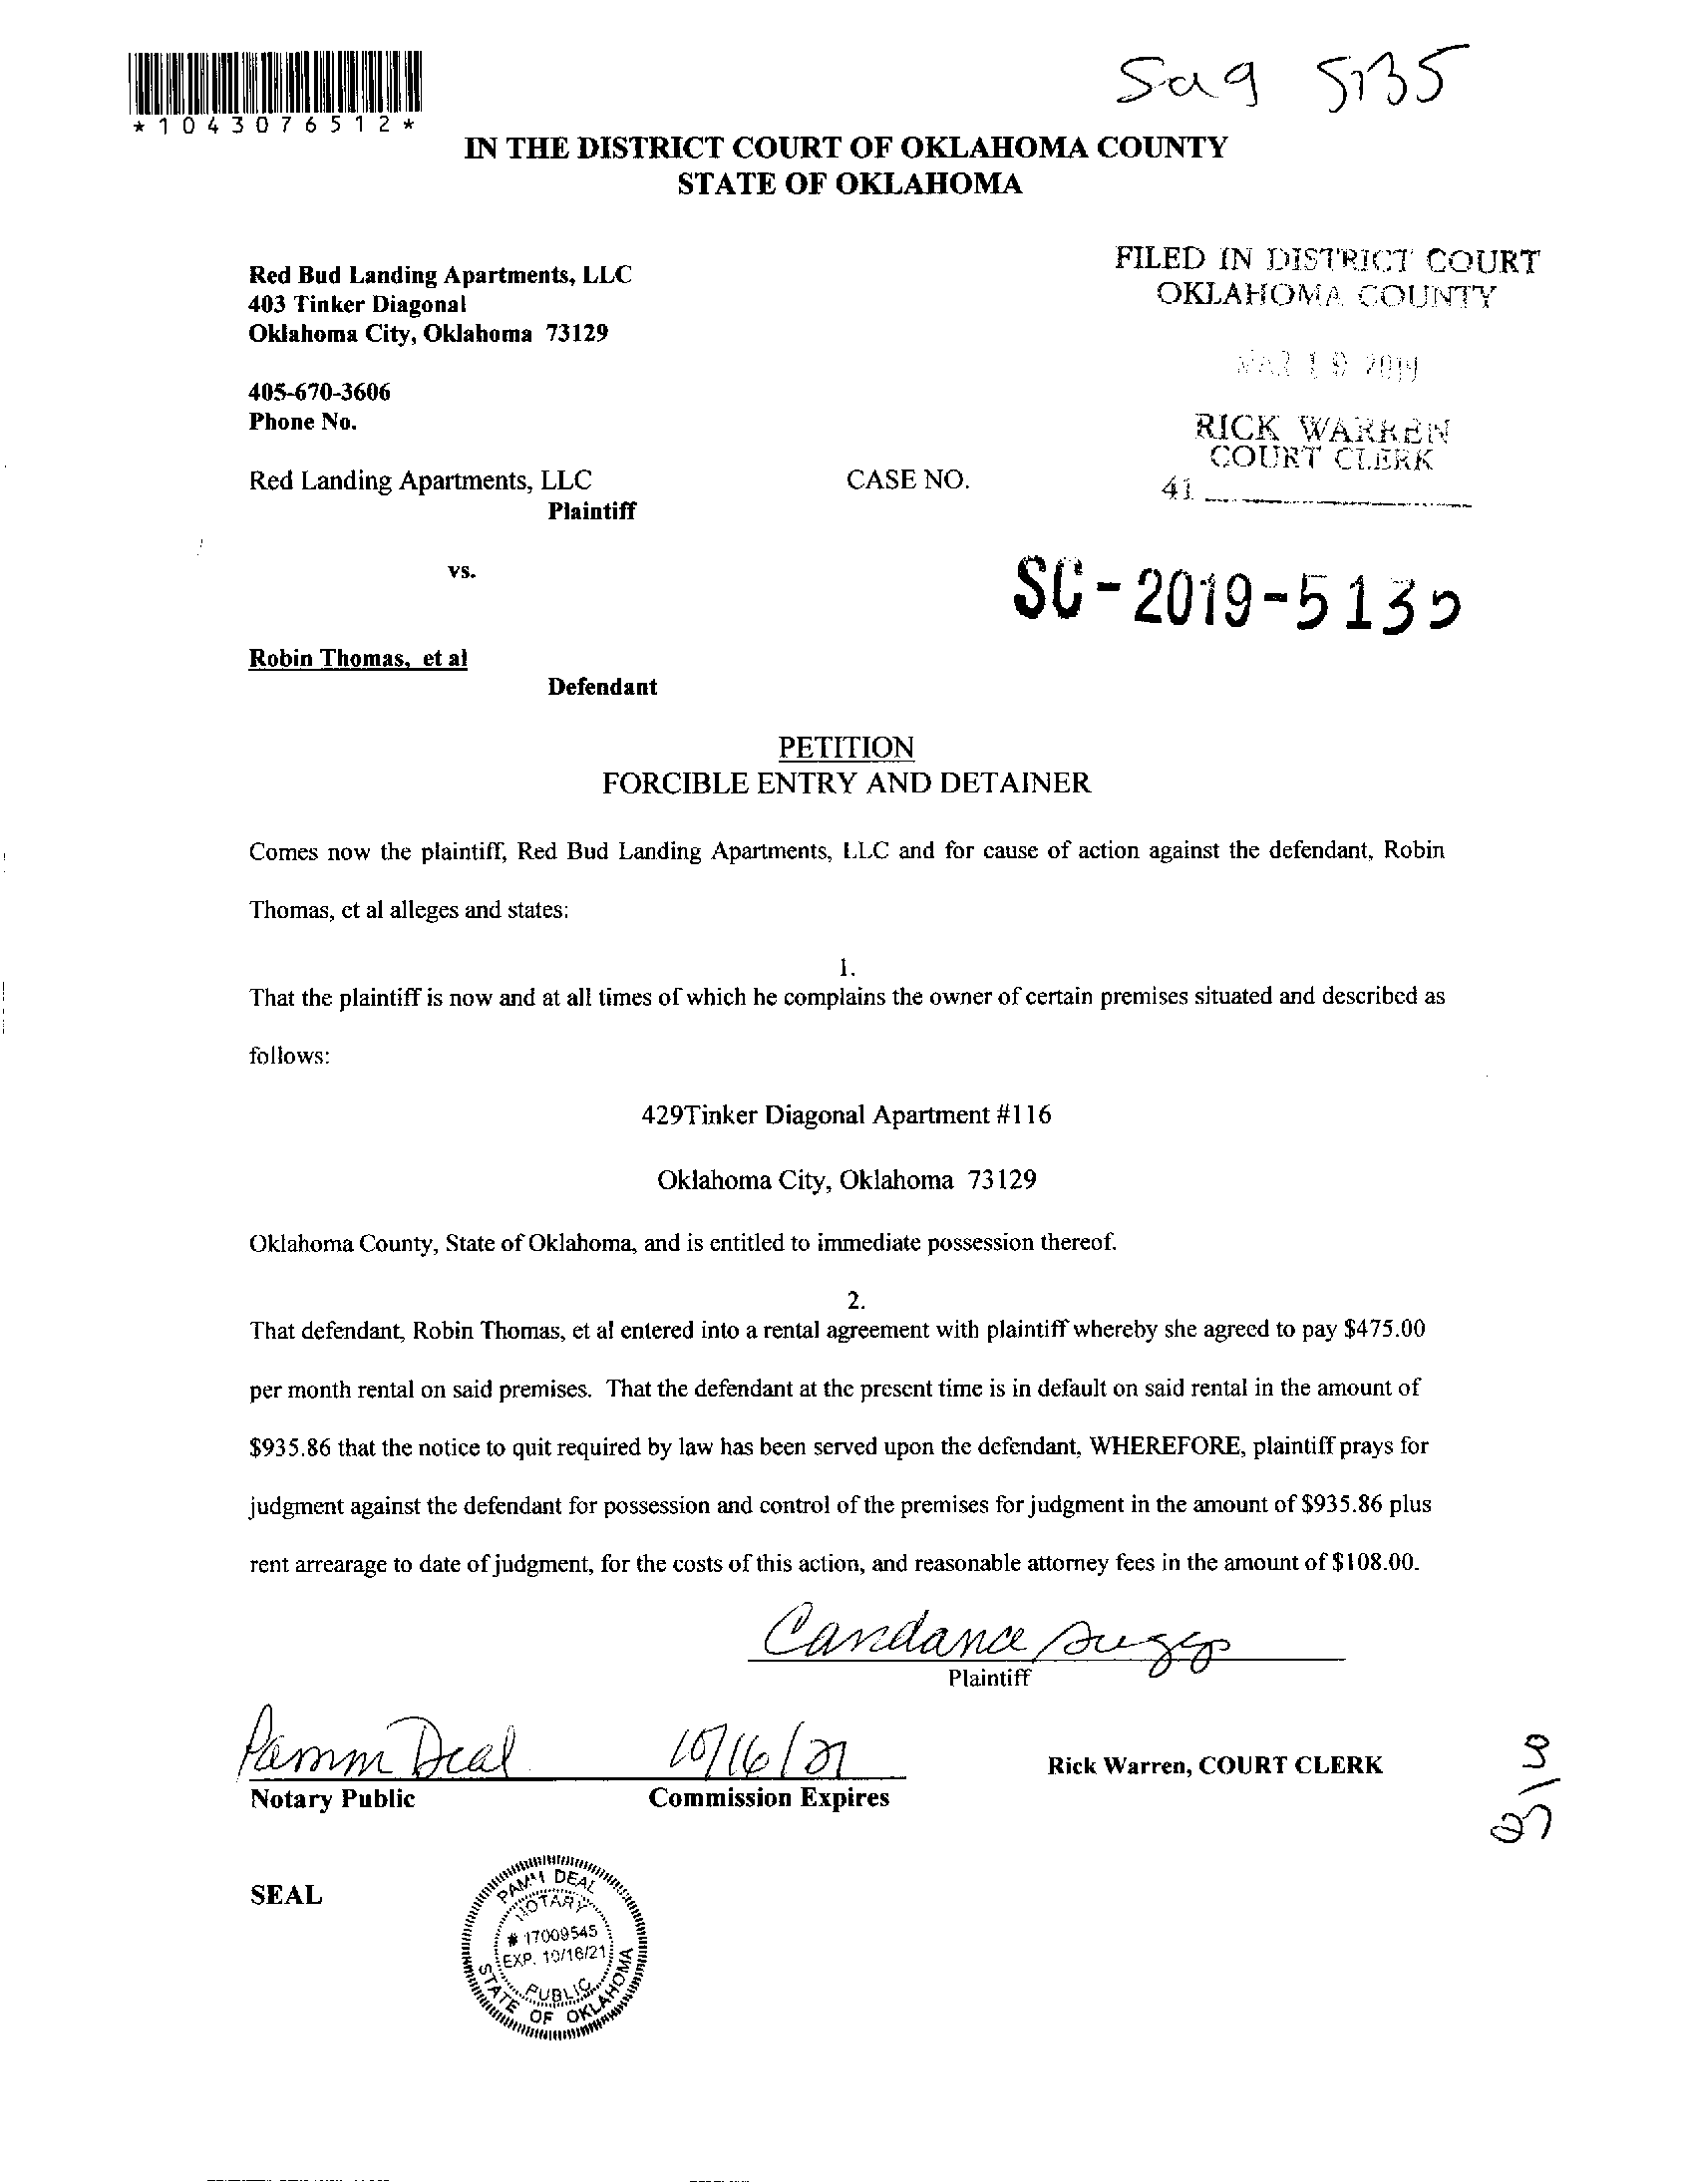 Sag 5135
*1043076512*
IN THE DISTRICT COURT OF OKLAHOMA COUNTY
STATE OF OKLAHOMA
FILED IN DISTRICT COURT
OKLAHOMA COUNTY
MAR 19 2019
RICK WARREN
COURT CLERK
41
Red Bud Landing Apartments, LLC
403 Tinker Diagonal
Oklahoma City, Oklahoma 73129
405-670-3606
Phone No.
Red Landing Apartments, LLC
Plaintiff
CASE NO.
vs.
SC-2019-5135
Robin Thomas, et al
Defendant
PETITION
FORCIBLE ENTRY AND DETAINER
Comes now the plaintiff, Red Bud Landing Apartments, LLC and for cause of action against the defendant, Robin
Thomas, et al alleges and states:
1.
That the plaintiff is now and at all times of which he complains the owner of certain premises situated and described as
follows:
429Tinker Diagonal Apartment #116
Oklahoma City, Oklahoma 73129
Oklahoma County, State of Oklahoma, and is entitled to immediate possession thereof.
2.
That defendant, Robin Thomas, et al entered into a rental agreement with plaintiff whereby she agreed to pay $475.00
per month rental on said premises. That the defendant at the present time is in default on said rental in the amount of
$935.86 that the notice to quit required by law has been served upon the defendant, WHEREFORE, plaintiff prays for
judgment against the defendant for possession and control of the premises for judgment in the amount of $935.86 plus
rent arrearage to date of judgment, for the costs of this action, and reasonable attorney fees in the amount of $108.00.
Candance Suggs
Plaintiff
Pamm Deal
10/16/21
Rick Warren, COURT CLERK
Notary Public
Commission Expires
SEAL
PAMM DEAL
NOTARY
# 17009545
EXP. 10/16/21
PUBLIC
STATE OF OKLAHOMA